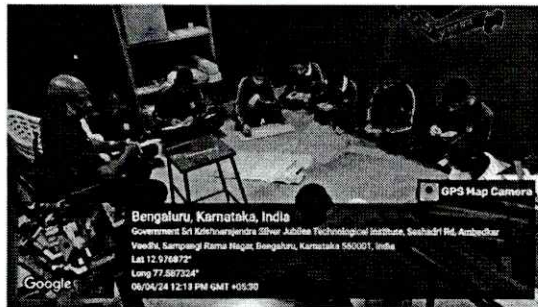 GPS Map Camera
Bengaluru, Karnataka, India
Government Sri Krishnarajendra Silver Jubilee Technological Institute, Seshadri Rd, Ambedkar
Veedhi, Sampangi Rama Nagar, Bengaluru, Karnataka 560001, India
Lat 12.976872°
Long 77.587324°
06/04/24 12:13 PM GMT +05:30
Google